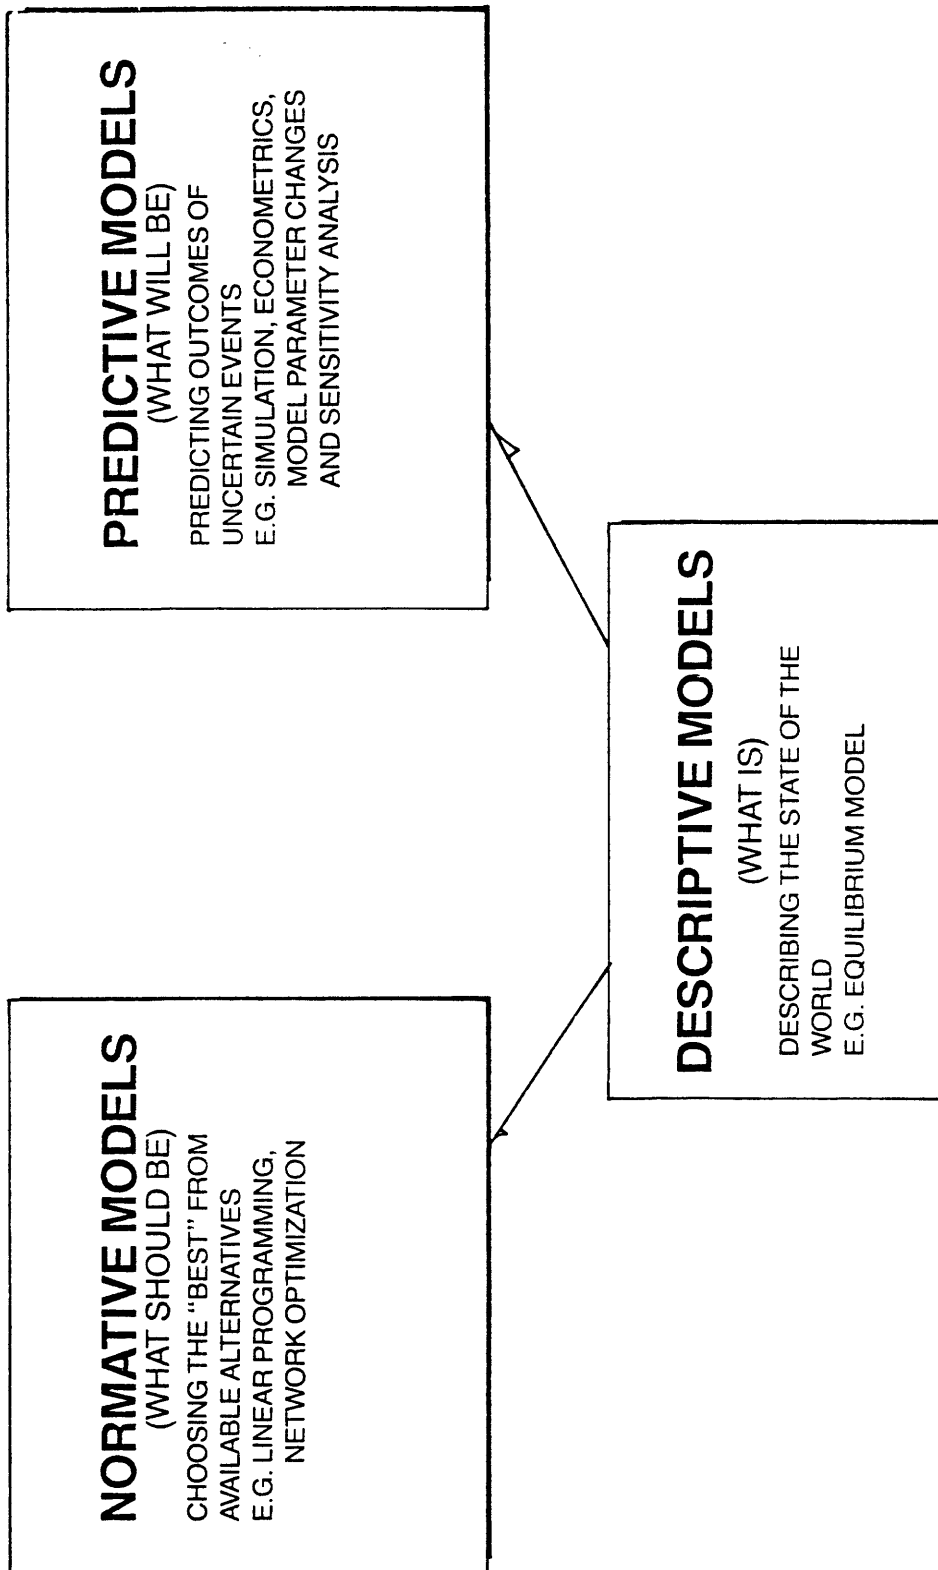 NORMATIVE MODELS
(WHAT SHOULD BE)
CHOOSING THE "BEST" FROM
AVAILABLE ALTERNATIVES
E.G. LINEAR PROGRAMMING,
NETWORK OPTIMIZATION
PREDICTIVE MODELS
(WHAT WILL BE)
PREDICTING OUTCOMES OF
UNCERTAIN EVENTS
E.G. SIMULATION, ECONOMETRICS,
MODEL PARAMETER CHANGES
AND SENSITIVITY ANALYSIS
DESCRIPTIVE MODELS
(WHAT IS)
DESCRIBING THE STATE OF THE
WORLD
E.G. EQUILIBRIUM MODEL